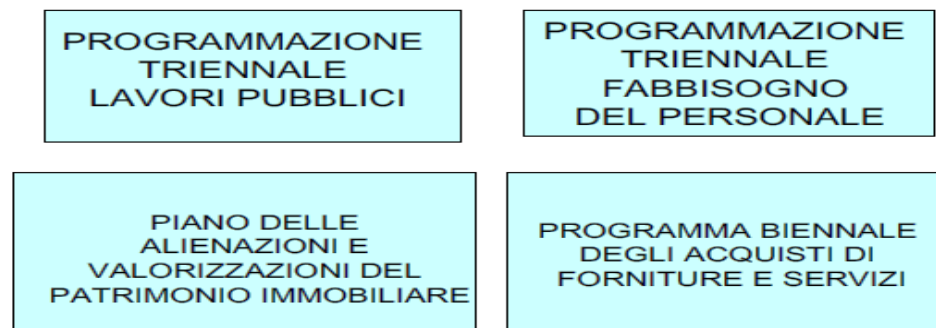 PROGRAMMAZIONE
TRIENNALE
LAVORI PUBBLICI
PROGRAMMAZIONE
TRIENNALE
FABBISOGNO
DEL PERSONALE
PIANO DELLE
ALIENAZIONI E
VALORIZZAZIONI DEL
PATRIMONIO IMMOBILIARE
PROGRAMMA BIENNALE
DEGLI ACQUISTI DI
FORNITURE E SERVIZI